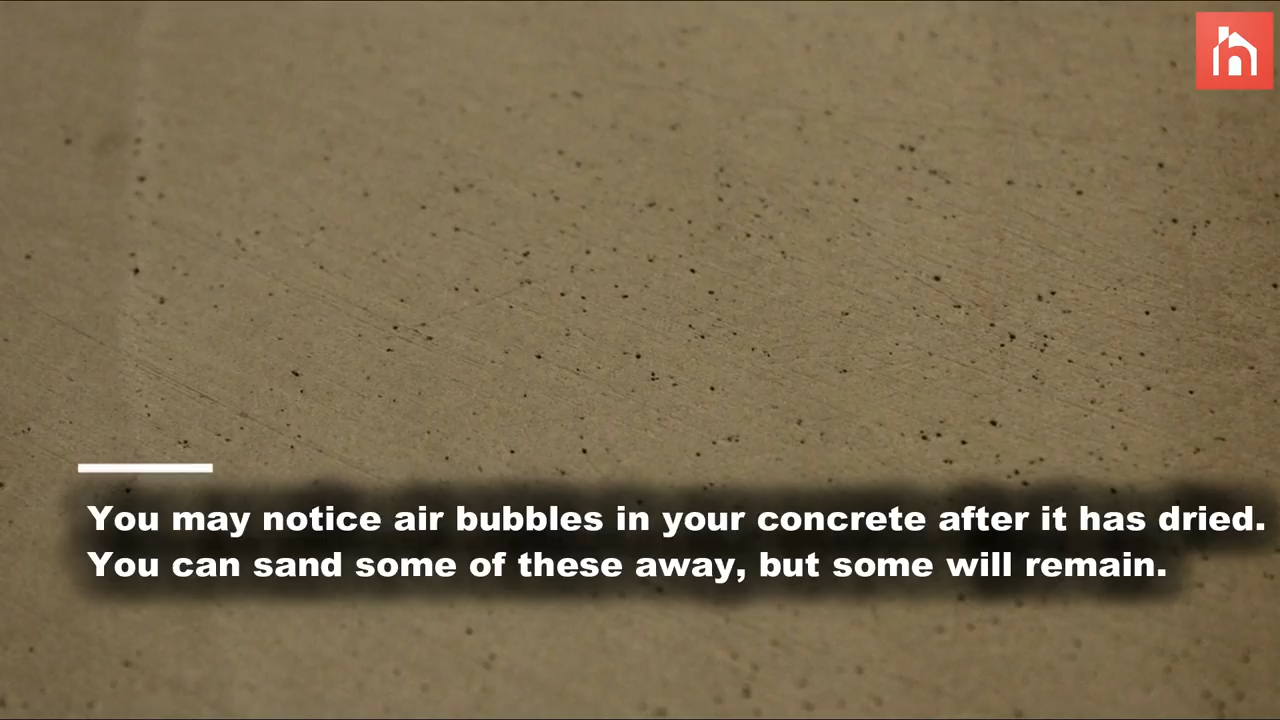 You may notice air bubbles in your concrete after it has dried.
You can sand some of these away, but some will remain.